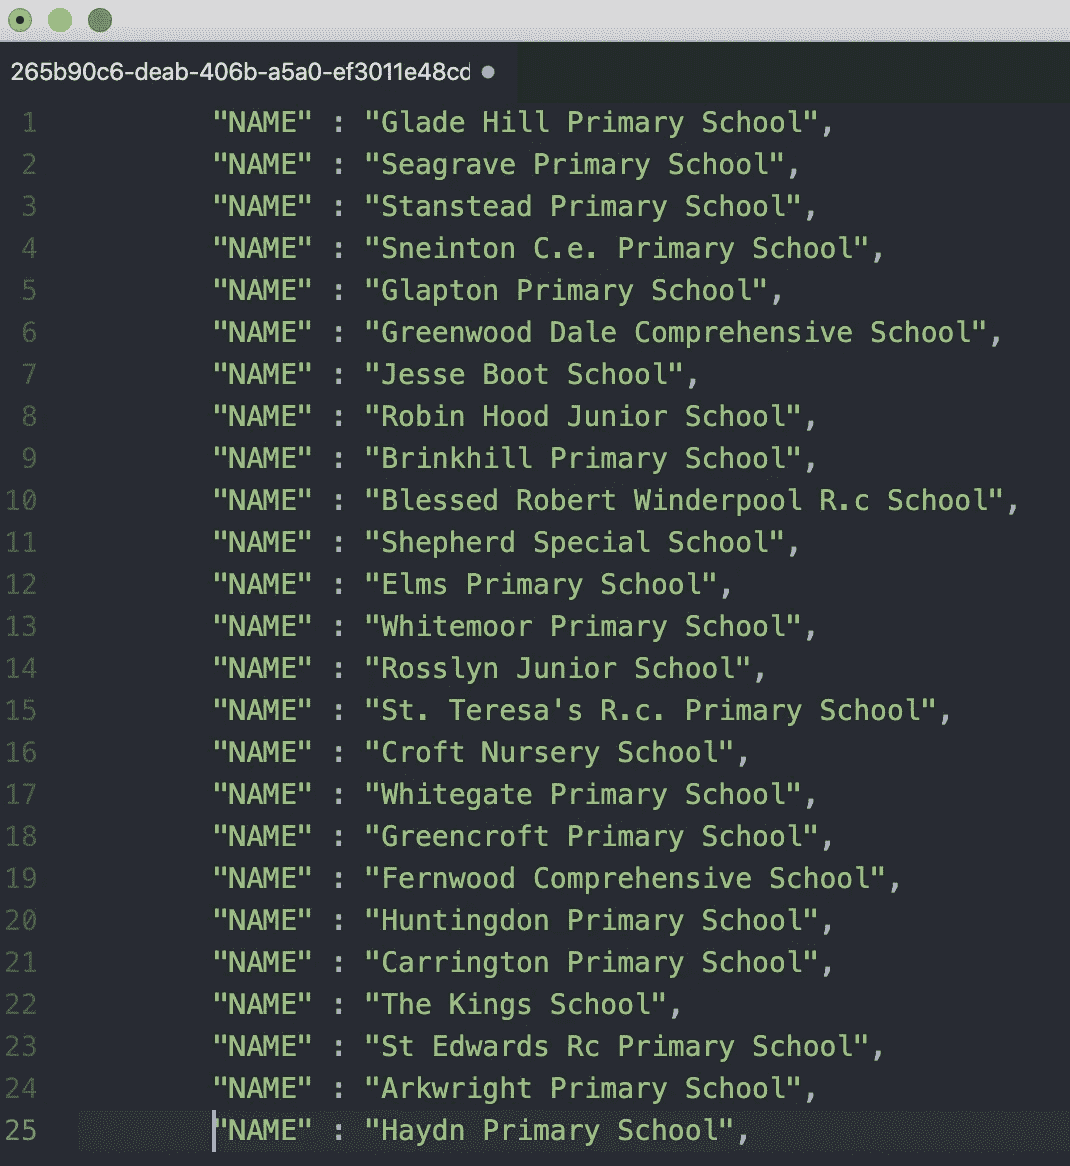 265b90c6-deab-406b-a5a0-ef3011e48cd
1 "NAME" : "Glade Hill Primary School",
2 "NAME" : "Seagrave Primary School",
3 "NAME" : "Stanstead Primary School",
4 "NAME" : "Sneinton C.e. Primary School",
5 "NAME" : "Glapton Primary School",
6 "NAME" : "Greenwood Dale Comprehensive School",
7 "NAME" : "Jesse Boot School",
8 "NAME" : "Robin Hood Junior School",
9 "NAME" : "Brinkhill Primary School",
10 "NAME" : "Blessed Robert Winderpool R.c School",
11 "NAME" : "Shepherd Special School",
12 "NAME" : "Elms Primary School",
13 "NAME" : "Whitemoor Primary School",
14 "NAME" : "Rosslyn Junior School",
15 "NAME" : "St. Teresa's R.c. Primary School",
16 "NAME" : "Croft Nursery School",
17 "NAME" : "Whitegate Primary School",
18 "NAME" : "Greencroft Primary School",
19 "NAME" : "Fernwood Comprehensive School",
20 "NAME" : "Huntingdon Primary School",
21 "NAME" : "Carrington Primary School",
22 "NAME" : "The Kings School",
23 "NAME" : "St Edwards Rc Primary School",
24 "NAME" : "Arkwright Primary School",
25 "NAME" : "Haydn Primary School",